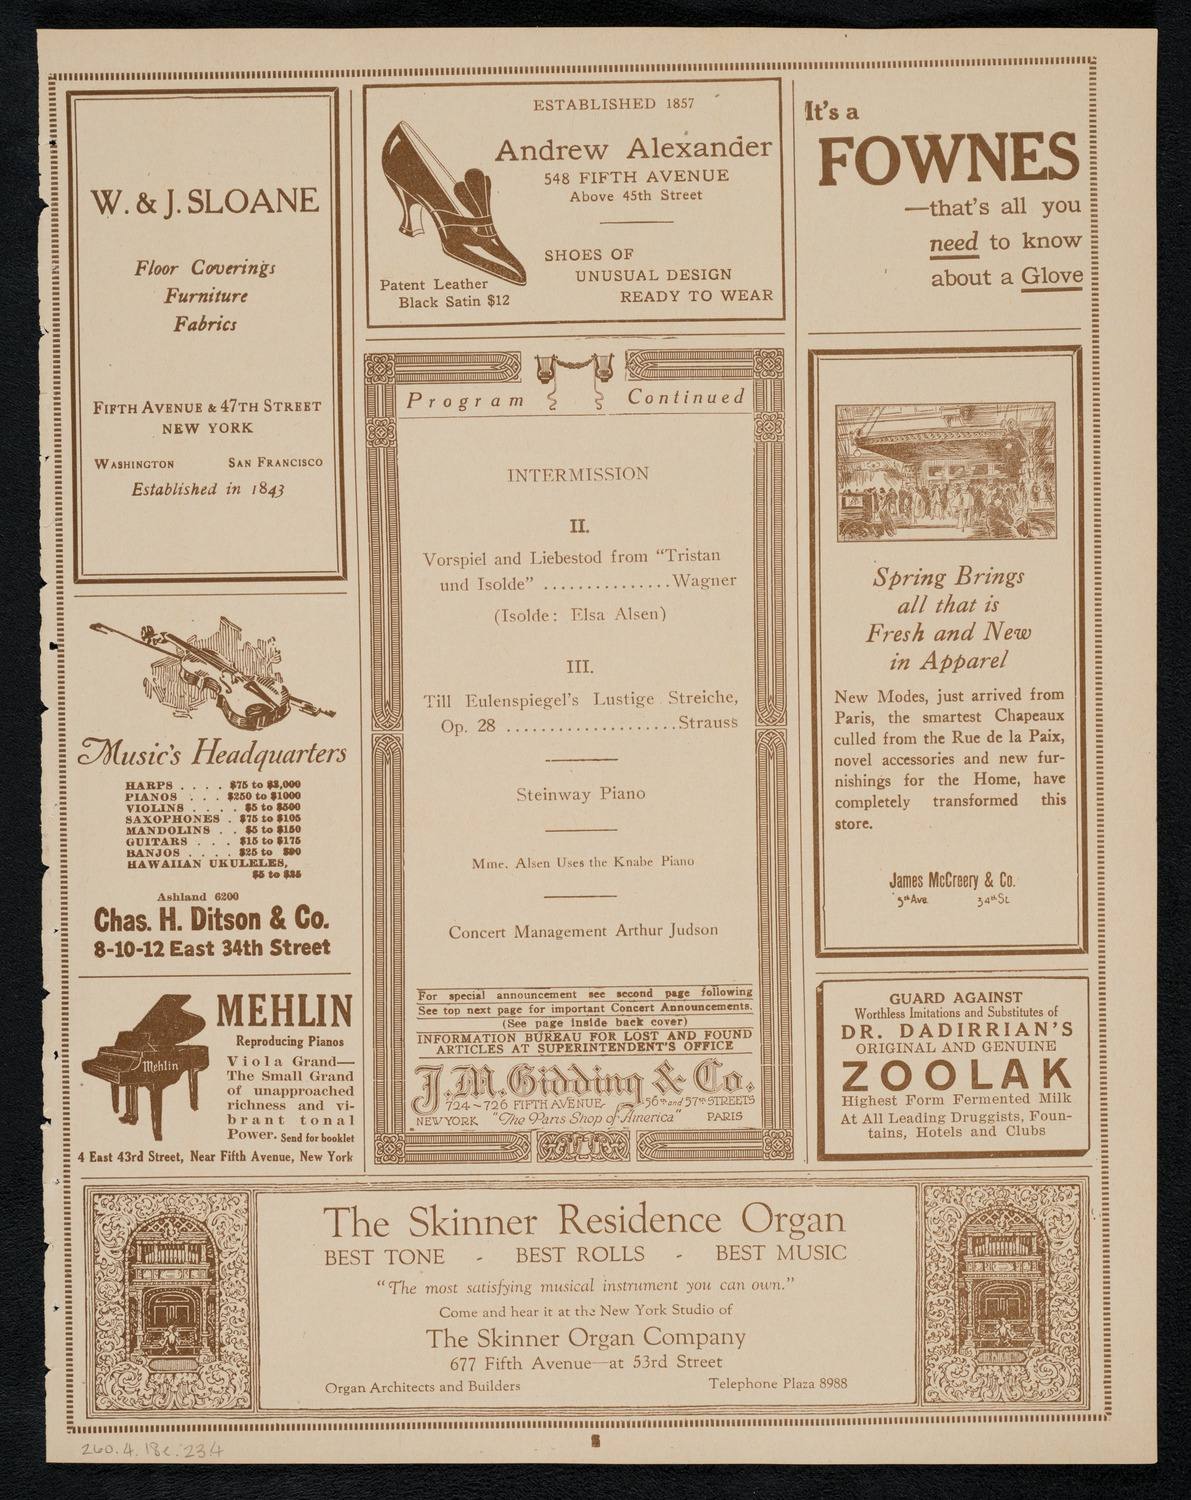 W. & J. SLOANE
Floor Coverings
Furniture
Fabrics
FIFTH AVENUE & 47TH STREET
NEW YORK
WASHINGTON SAN FRANCISCO
Established in 1843
ESTABLISHED 1857
Andrew Alexander
548 FIFTH AVENUE
Above 45th Street
SHOES OF
UNUSUAL DESIGN
READY TO WEAR
Patent Leather
Black Satin $12
It's a
FOWNES
—that's all you
need to know
about a Glove
Music's Headquarters
HARPS . . . . $75 to $3,000
PIANOS . . . $250 to $1000
VIOLINS . . . . $5 to $500
SAXOPHONES . $75 to $105
MANDOLINS . . $5 to $150
GUITARS . . . $15 to $175
BANJOS . . . . $25 to $90
HAWAIIAN UKULELES,
$5 to $25
Ashland 6200
Chas. H. Ditson & Co.
8-10-12 East 34th Street
Mehlin
MEHLIN
Reproducing Pianos
Viola Grand—
The Small Grand
of unapproached
richness and vi-
brant tonal
Power. Send for booklet
4 East 43rd Street, Near Fifth Avenue, New York
Program Continued
INTERMISSION
II.
Vorspiel and Liebestod from "Tristan
und Isolde" ...............Wagner
(Isolde: Elsa Alsen)
III.
Till Eulenspiegel's Lustige Streiche,
Op. 28 ....................Strauss
Steinway Piano
Mme. Alsen Uses the Knabe Piano
Concert Management Arthur Judson
For special announcement see second page following
See top next page for important Concert Announcements.
(See page inside back cover)
INFORMATION BUREAU FOR LOST AND FOUND
ARTICLES AT SUPERINTENDENT'S OFFICE
J. M. Gidding & Co.
724-726 FIFTH AVENUE 56th and 57th STREETS
NEW YORK "The Paris Shop of America" PARIS
Spring Brings
all that is
Fresh and New
in Apparel
New Modes, just arrived from
Paris, the smartest Chapeaux
culled from the Rue de la Paix,
novel accessories and new fur-
nishings for the Home, have
completely transformed this
store.
James McCreery & Co.
5th Ave 34th St.
GUARD AGAINST
Worthless Imitations and Substitutes of
DR. DADIRRIAN'S
ORIGINAL AND GENUINE
ZOOLAK
Highest Form Fermented Milk
At All Leading Druggists, Foun-
tains, Hotels and Clubs
The Skinner Residence Organ
BEST TONE - BEST ROLLS - BEST MUSIC
"The most satisfying musical instrument you can own."
Come and hear it at the New York Studio of
The Skinner Organ Company
677 Fifth Avenue—at 53rd Street
Organ Architects and Builders Telephone Plaza 8988
260.4.18e.234